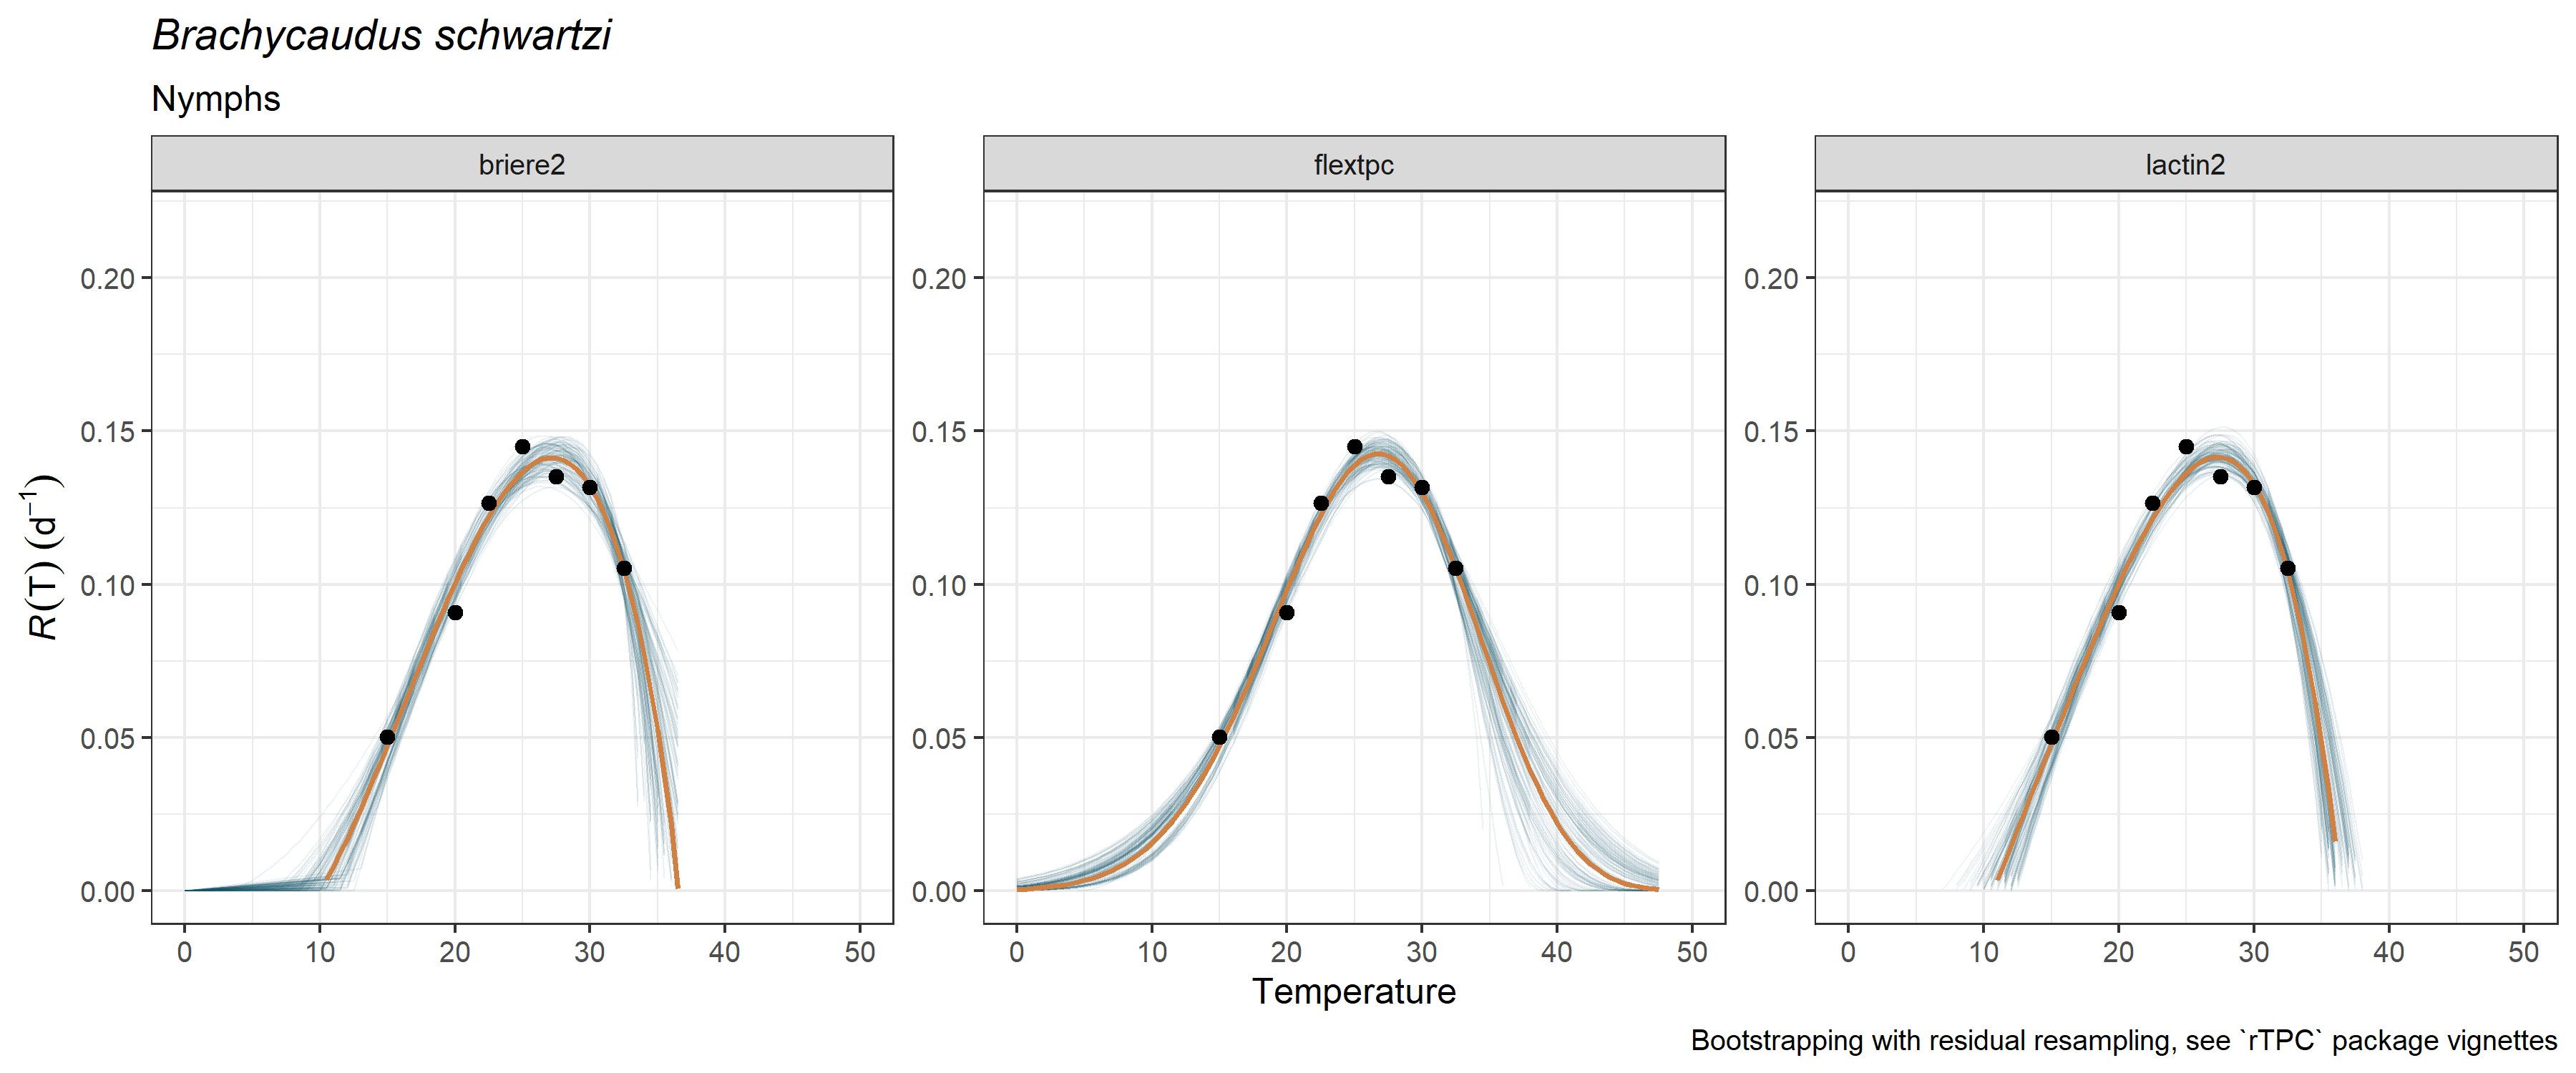 Brachycaudus schwartzi
Nymphs
briere2 flextpc lactin2
0.20 0.20 0.20
0.15 0.15 0.15
0.10 0.10 0.10
0.05 0.05 0.05
0.00 0.00 0.00
R(T) (d⁻¹)
0 10 20 30 40 50 0 10 20 30 40 50 0 10 20 30 40 50
Temperature
Bootstrapping with residual resampling, see `rTPC` package vignettes